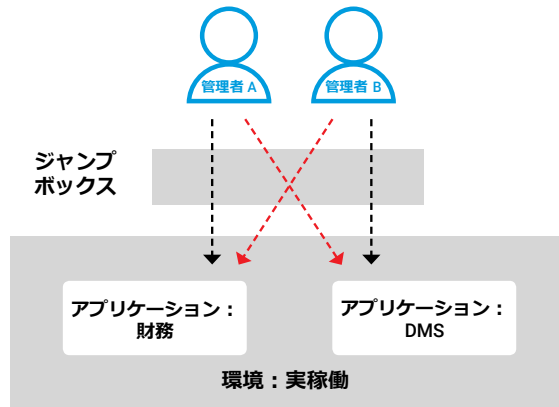 管理者 A
管理者 B
ジャンプ
ボックス
アプリケーション：
財務
アプリケーション：
DMS
環境：実稼働